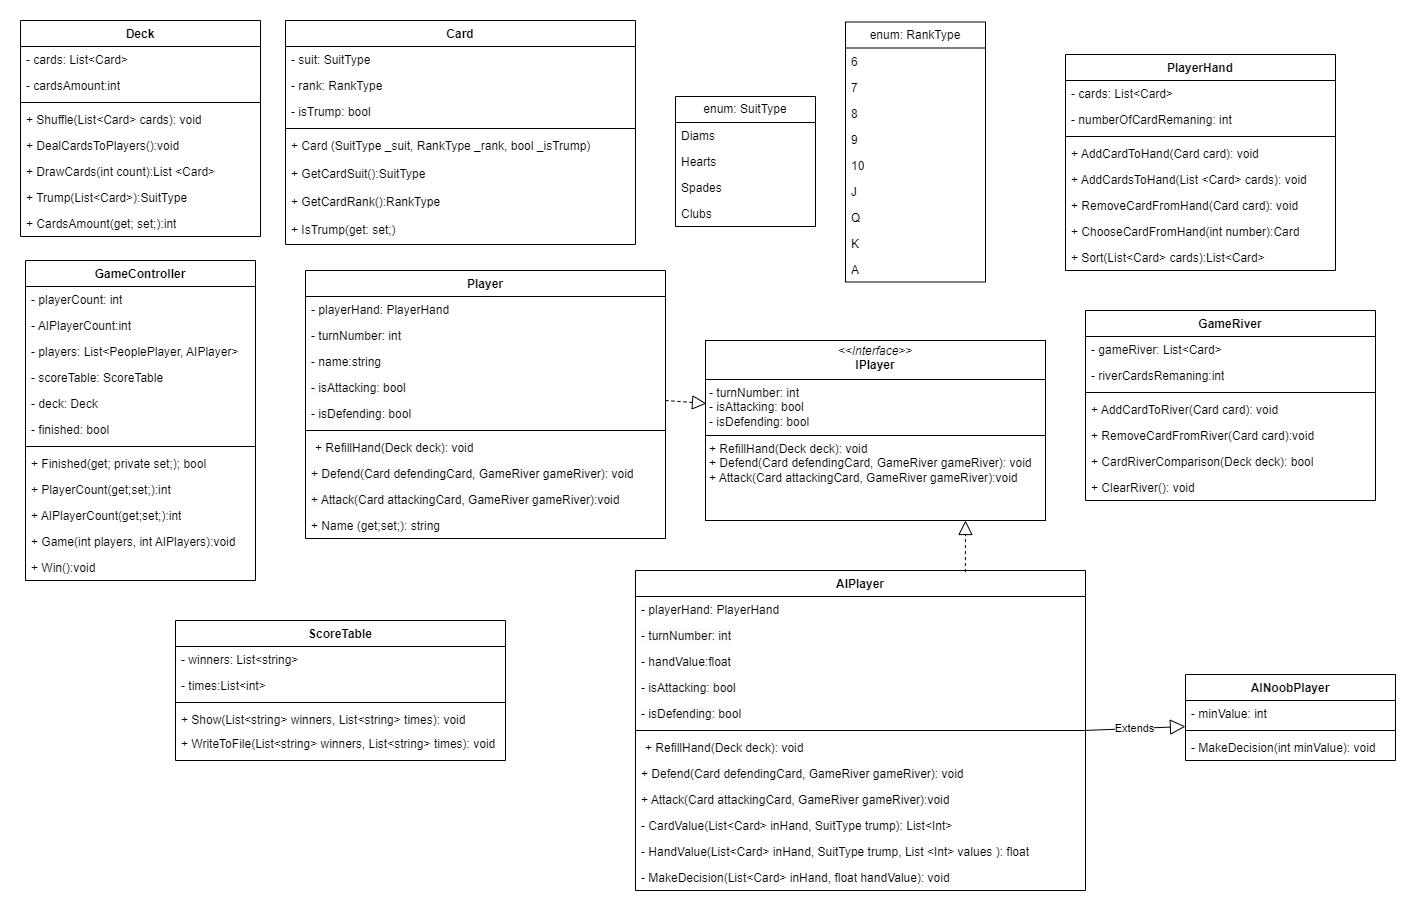 Deck
- cards: List<Card>
- cardsAmount:int
+ Shuffle(List<Card> cards): void
+ DealCardsToPlayers():void
+ DrawCards(int count):List <Card>
+ Trump(List<Card>):SuitType
+ CardsAmount(get; set;):int
Card
- suit: SuitType
- rank: RankType
- isTrump: bool
+ Card (SuitType _suit, RankType _rank, bool _isTrump)
+ GetCardSuit():SuitType
+ GetCardRank():RankType
+ IsTrump(get: set;)
enum: SuitType
Diams
Hearts
Spades
Clubs
enum: RankType
6
7
8
9
10
J
Q
K
A
PlayerHand
- cards: List<Card>
- numberOfCardRemaning: int
+ AddCardToHand(Card card): void
+ AddCardsToHand(List <Card> cards): void
+ RemoveCardFromHand(Card card): void
+ ChooseCardFromHand(int number):Card
+ Sort(List<Card> cards):List<Card>
GameController
- playerCount: int
- AIPlayerCount:int
- players: List<PeoplePlayer, AIPlayer>
- scoreTable: ScoreTable
- deck: Deck
- finished: bool
+ Finished(get; private set;); bool
+ PlayerCount(get;set;):int
+ AIPlayerCount(get;set;):int
+ Game(int players, int AIPlayers):void
+ Win():void
Player
- playerHand: PlayerHand
- turnNumber: int
- name:string
- isAttacking: bool
- isDefending: bool
+ RefillHand(Deck deck): void
+ Defend(Card defendingCard, GameRiver gameRiver): void
+ Attack(Card attackingCard, GameRiver gameRiver):void
+ Name (get;set;): string
<<Interface>>
IPlayer
- turnNumber: int
- isAttacking: bool
- isDefending: bool
+ RefillHand(Deck deck): void
+ Defend(Card defendingCard, GameRiver gameRiver): void
+ Attack(Card attackingCard, GameRiver gameRiver):void
GameRiver
- gameRiver: List<Card>
- riverCardsRemaning:int
+ AddCardToRiver(Card card): void
+ RemoveCardFromRiver(Card card):void
+ CardRiverComparison(Deck deck): bool
+ ClearRiver(): void
ScoreTable
- winners: List<string>
- times:List<int>
+ Show(List<string> winners, List<string> times): void
+ WriteToFile(List<string> winners, List<string> times): void
AIPlayer
- playerHand: PlayerHand
- turnNumber: int
- handValue:float
- isAttacking: bool
- isDefending: bool
+ RefillHand(Deck deck): void
+ Defend(Card defendingCard, GameRiver gameRiver): void
+ Attack(Card attackingCard, GameRiver gameRiver):void
- CardValue(List<Card> inHand, SuitType trump): List<Int>
- HandValue(List<Card> inHand, SuitType trump, List <Int> values ): float
- MakeDecision(List<Card> inHand, float handValue): void
Extends
AINoobPlayer
- minValue: int
- MakeDecision(int minValue): void